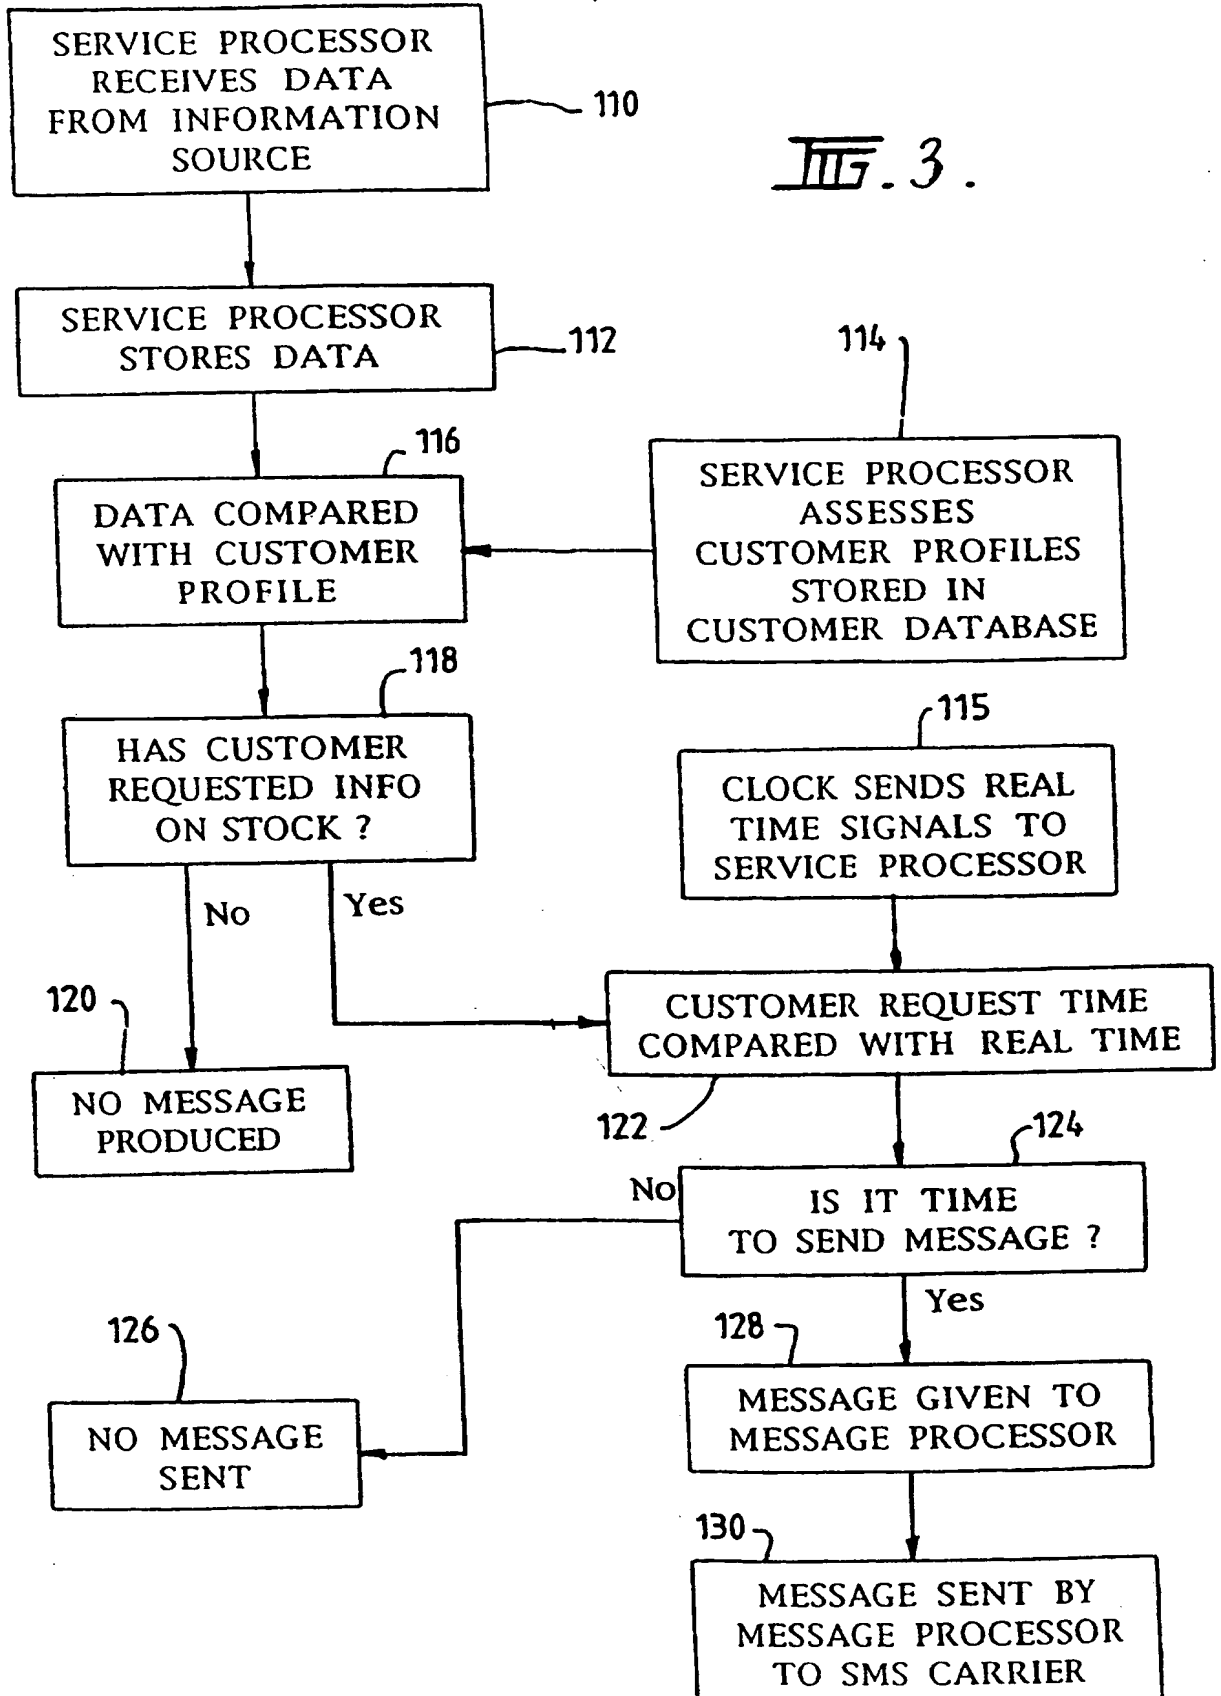 SERVICE PROCESSOR
RECEIVES DATA
FROM INFORMATION
SOURCE
110
FIG. 3.
SERVICE PROCESSOR
STORES DATA
112
114
116
DATA COMPARED
WITH CUSTOMER
PROFILE
SERVICE PROCESSOR
ASSESSES
CUSTOMER PROFILES
STORED IN
CUSTOMER DATABASE
118
HAS CUSTOMER
REQUESTED INFO
ON STOCK ?
115
CLOCK SENDS REAL
TIME SIGNALS TO
SERVICE PROCESSOR
No
Yes
120
NO MESSAGE
PRODUCED
CUSTOMER REQUEST TIME
COMPARED WITH REAL TIME
122
124
No
IS IT TIME
TO SEND MESSAGE ?
Yes
126
NO MESSAGE
SENT
128
MESSAGE GIVEN TO
MESSAGE PROCESSOR
130
MESSAGE SENT BY
MESSAGE PROCESSOR
TO SMS CARRIER